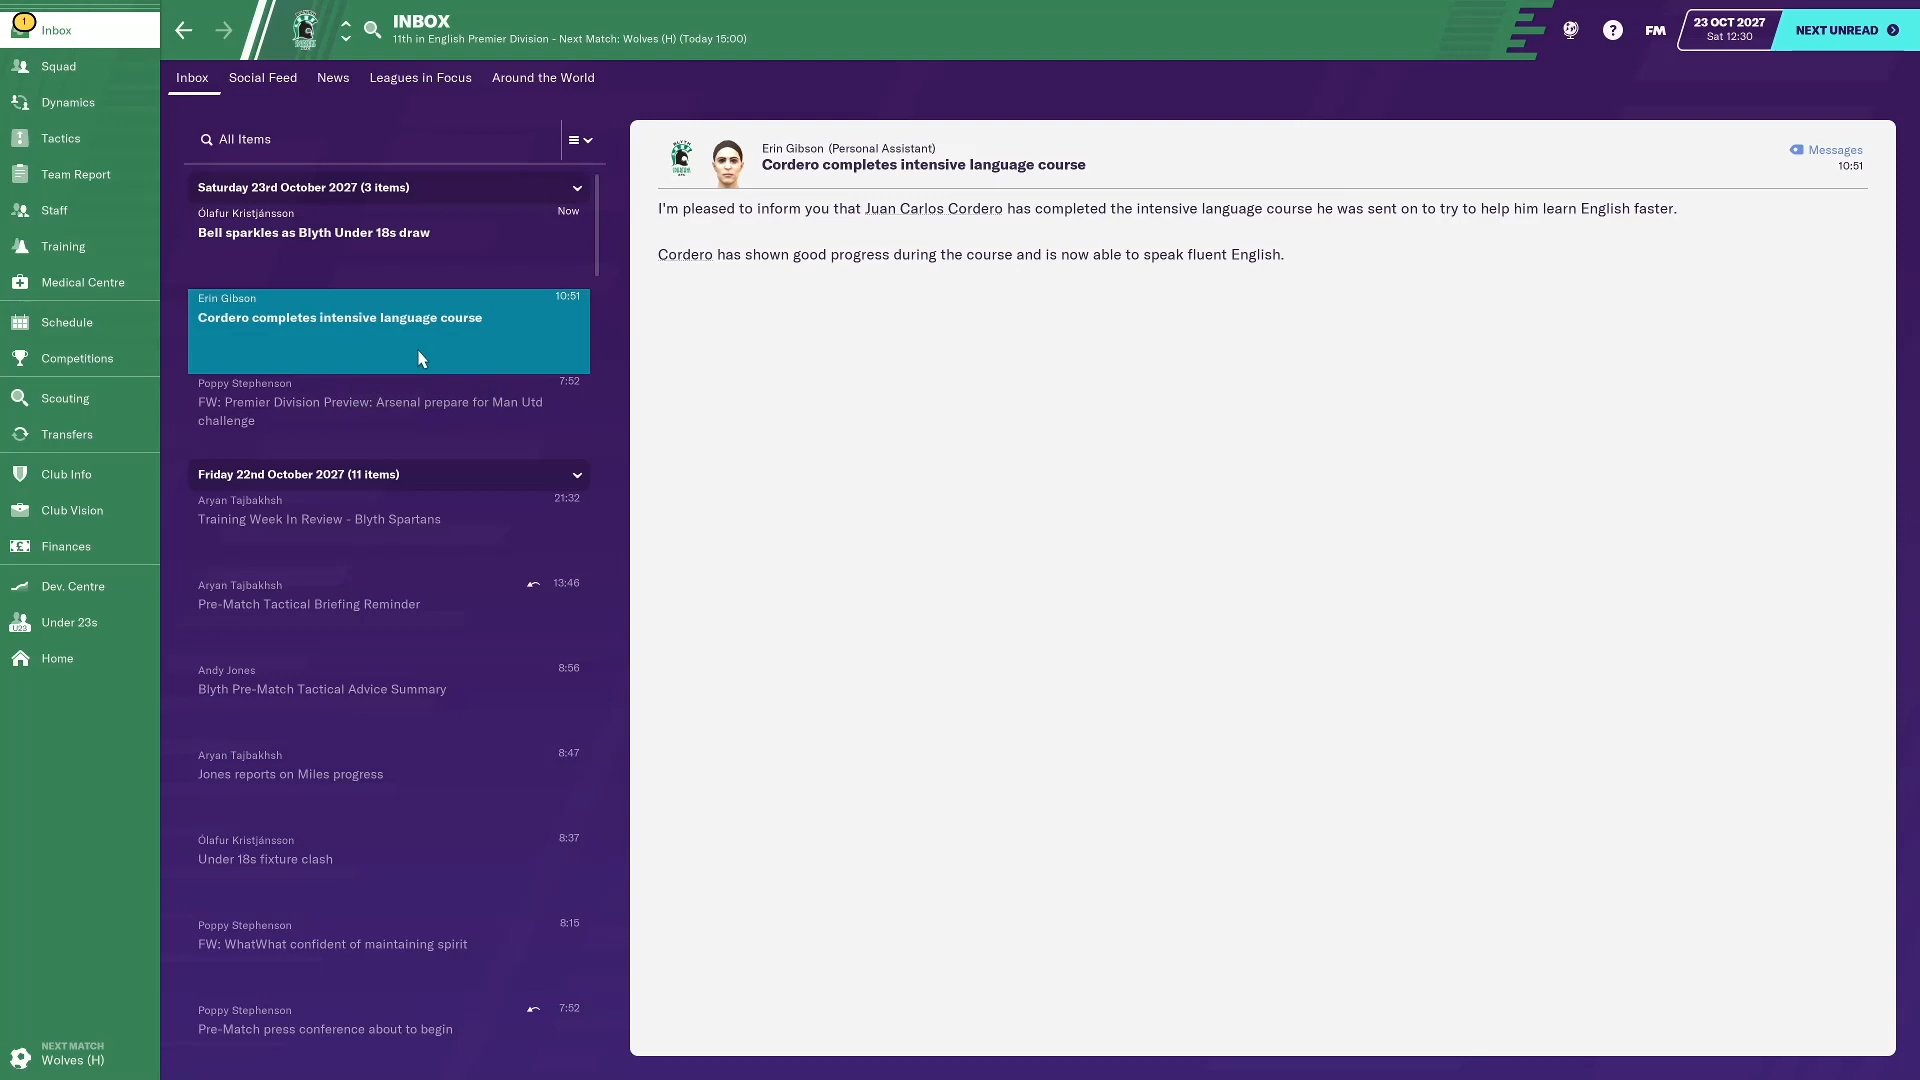 1
Inbox
Squad
Dynamics
Tactics
Team Report
Staff
Training
Medical Centre
Schedule
Competitions
Scouting
Transfers
Club Info
Club Vision
Finances
Dev. Centre
U23
Under 23s
Home
NEXT MATCH
Wolves (H)
INBOX
11th in English Premier Division - Next Match: Wolves (H) (Today 15:00)
?
FM
23 OCT 2027
Sat 12:30
NEXT UNREAD
Inbox
Social Feed
News
Leagues in Focus
Around the World
All Items
Saturday 23rd October 2027 (3 items)
Ólafur Kristjánsson
Now
Bell sparkles as Blyth Under 18s draw
Erin Gibson
10:51
Cordero completes intensive language course
Poppy Stephenson
7:52
FW: Premier Division Preview: Arsenal prepare for Man Utd
challenge
Friday 22nd October 2027 (11 items)
Aryan Tajbakhsh
21:32
Training Week In Review - Blyth Spartans
Aryan Tajbakhsh
13:46
Pre-Match Tactical Briefing Reminder
Andy Jones
8:56
Blyth Pre-Match Tactical Advice Summary
Aryan Tajbakhsh
8:47
Jones reports on Miles progress
Ólafur Kristjánsson
8:37
Under 18s fixture clash
Poppy Stephenson
8:15
FW: WhatWhat confident of maintaining spirit
Poppy Stephenson
7:52
Pre-Match press conference about to begin
Erin Gibson (Personal Assistant)
Cordero completes intensive language course
Messages
10:51
I'm pleased to inform you that Juan Carlos Cordero has completed the intensive language course he was sent on to try to help him learn English faster.
Cordero has shown good progress during the course and is now able to speak fluent English.